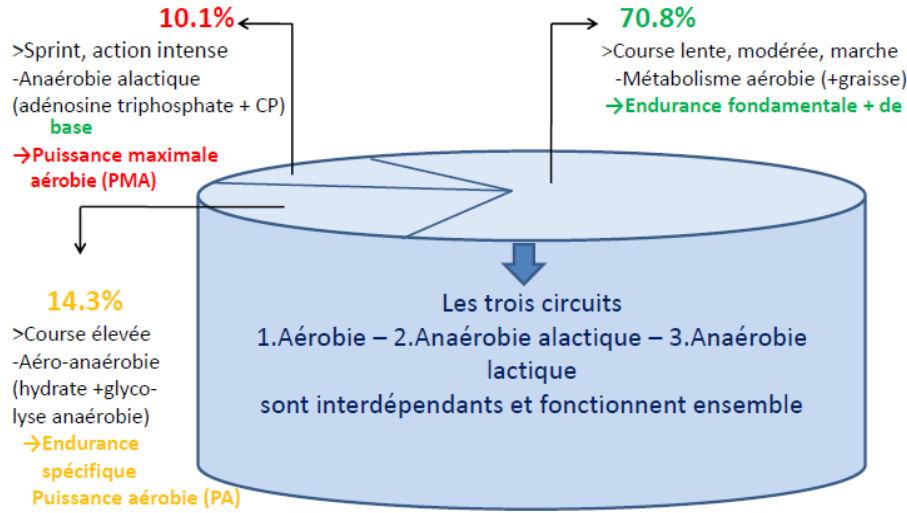 10.1%
>Sprint, action intense
-Anaérobie alactique
(adénosine triphosphate + CP)
base
→Puissance maximale
aérobie (PMA)
70.8%
>Course lente, modérée, marche
-Métabolisme aérobie (+graisse)
→Endurance fondamentale + de
14.3%
>Course élevée
-Aéro-anaérobie
(hydrate +glyco-
lyse anaérobie)
→Endurance
spécifique
Puissance aérobie (PA)
Les trois circuits
1.Aérobie – 2.Anaérobie alactique – 3.Anaérobie
lactique
sont interdépendants et fonctionnent ensemble